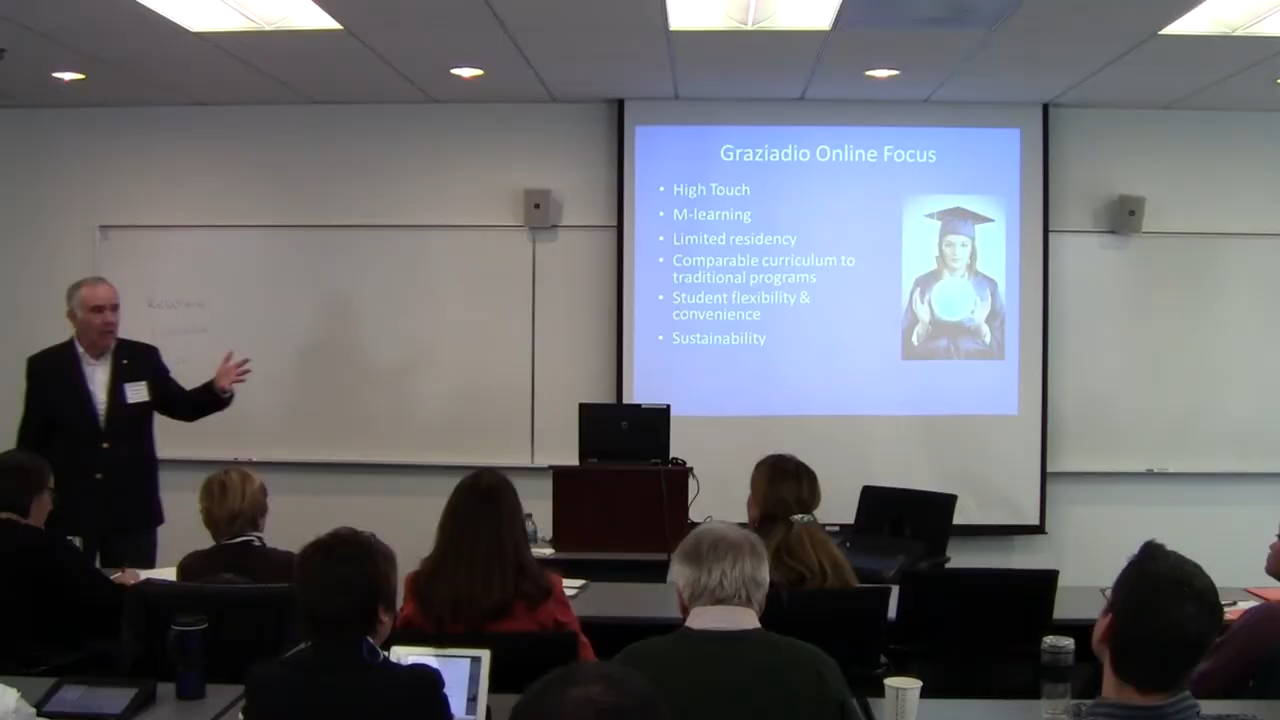 Graziadio Online Focus
• High Touch
• M-learning
• Limited residency
• Comparable curriculum to
traditional programs
• Student flexibility &
convenience
• Sustainability